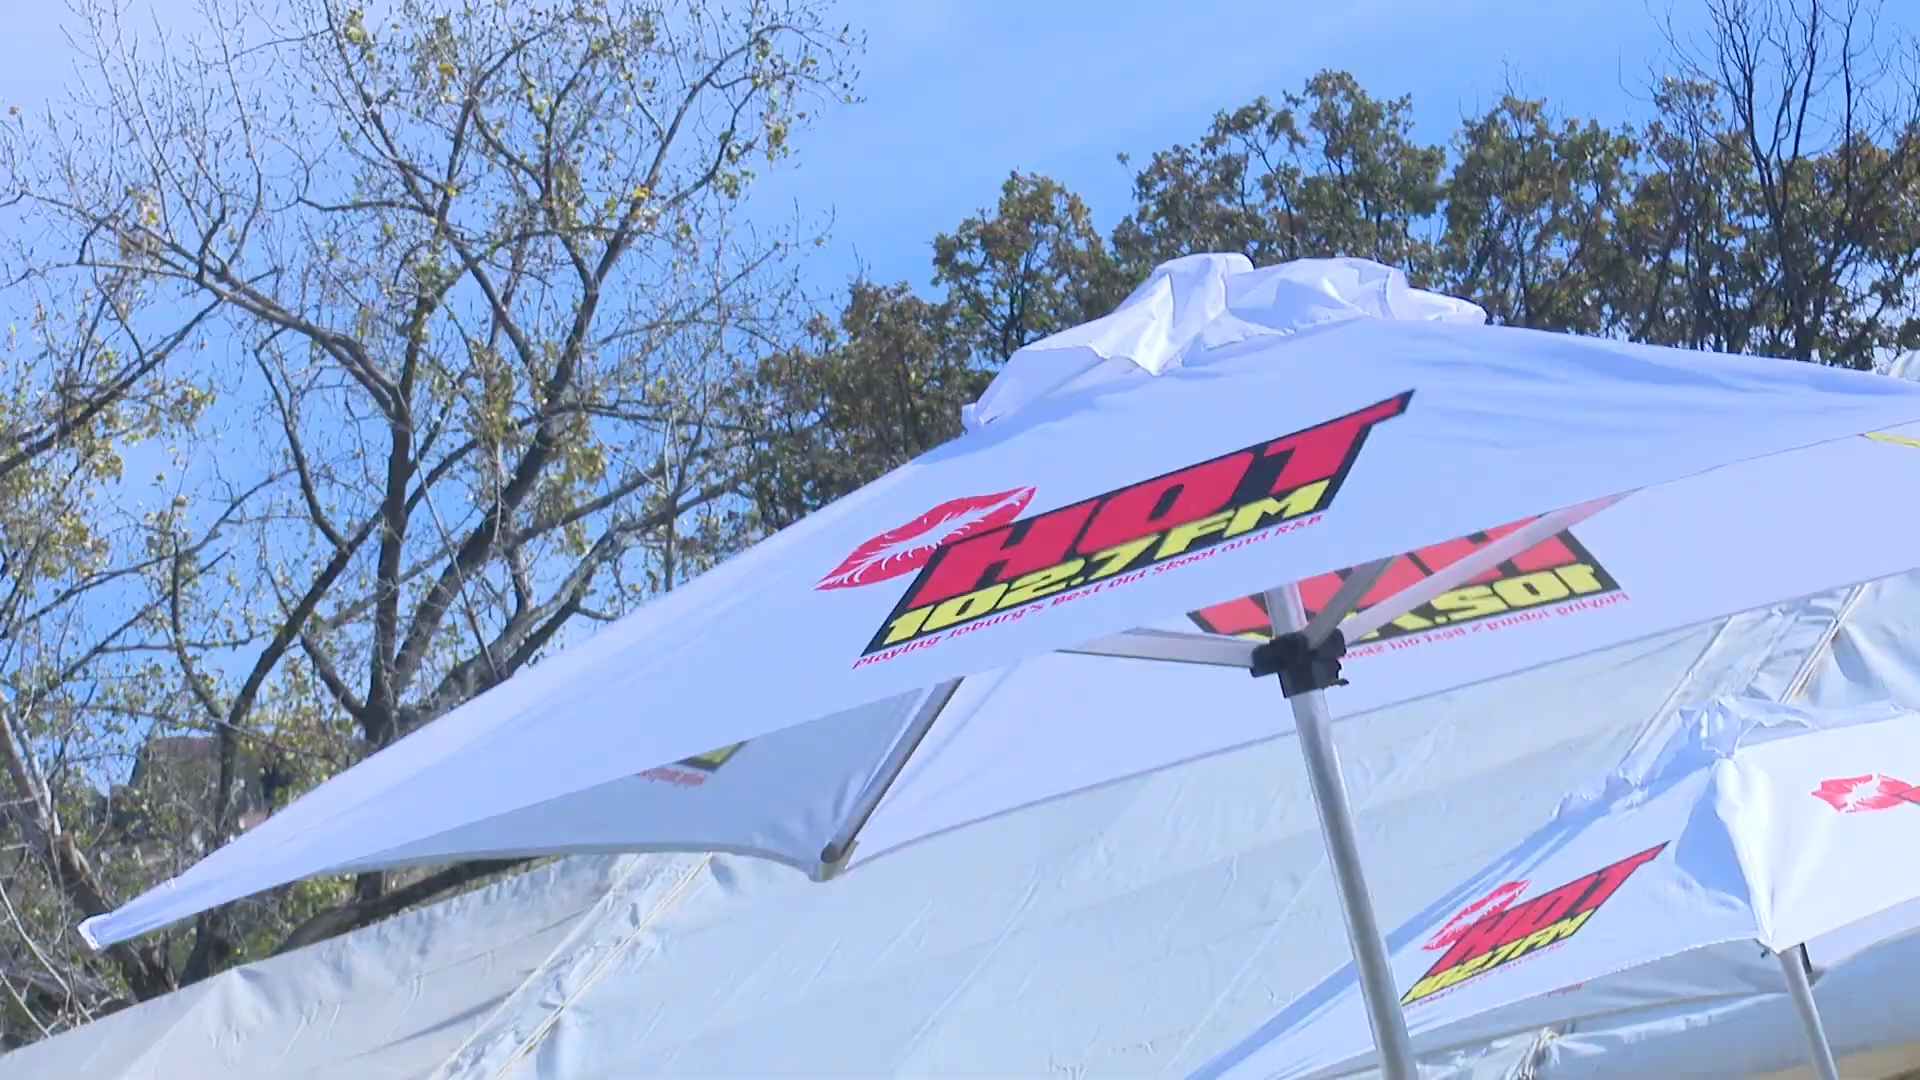 HOT
102.7FM
Playing Joburg's Best Old Skool and R&B
HOT
102.7FM